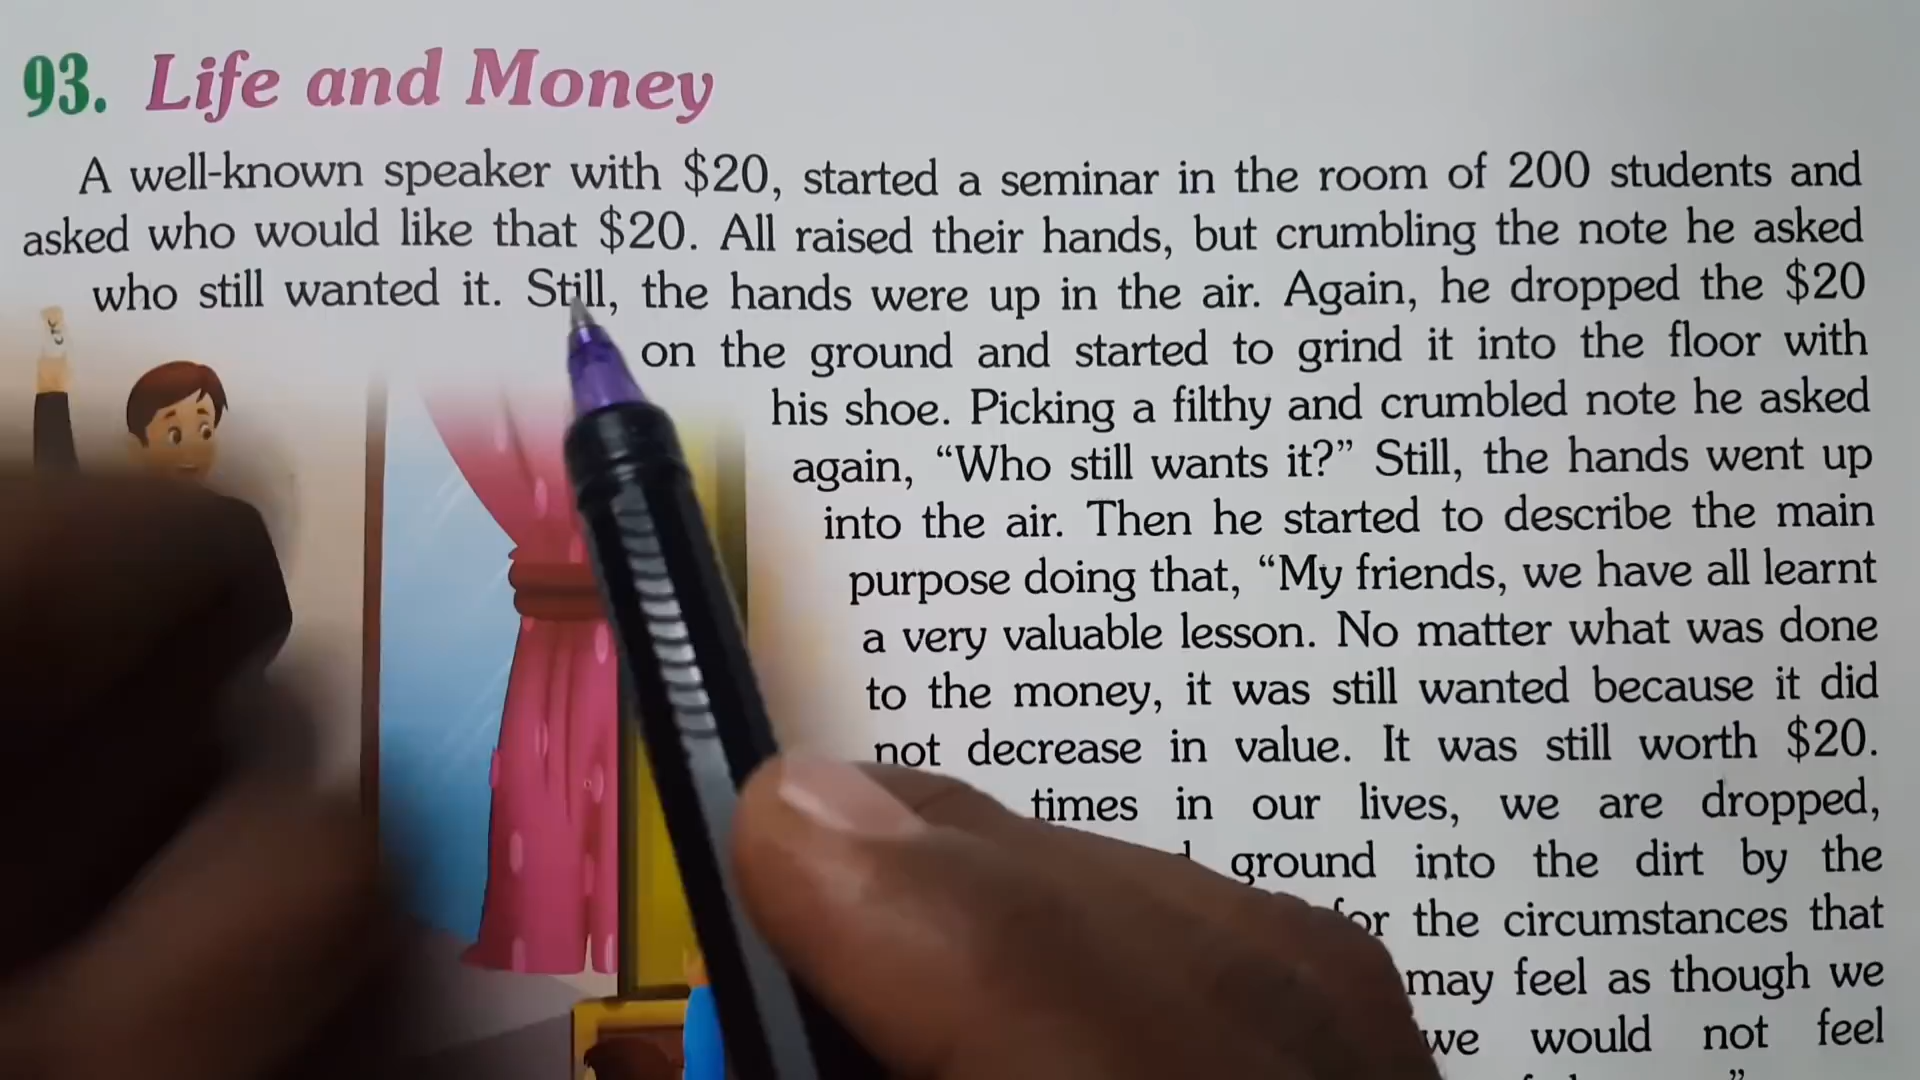 93. Life and Money
A well-known speaker with $20, started a seminar in the room of 200 students and
asked who would like that $20. All raised their hands, but crumbling the note he asked
who still wanted it. Still, the hands were up in the air. Again, he dropped the $20
on the ground and started to grind it into the floor with
his shoe. Picking a filthy and crumbled note he asked
again, “Who still wants it?” Still, the hands went up
into the air. Then he started to describe the main
purpose doing that, “My friends, we have all learnt
a very valuable lesson. No matter what was done
to the money, it was still wanted because it did
not decrease in value. It was still worth $20.
times in our lives, we are dropped,
ground into the dirt by the
for the circumstances that
may feel as though we
we would not feel